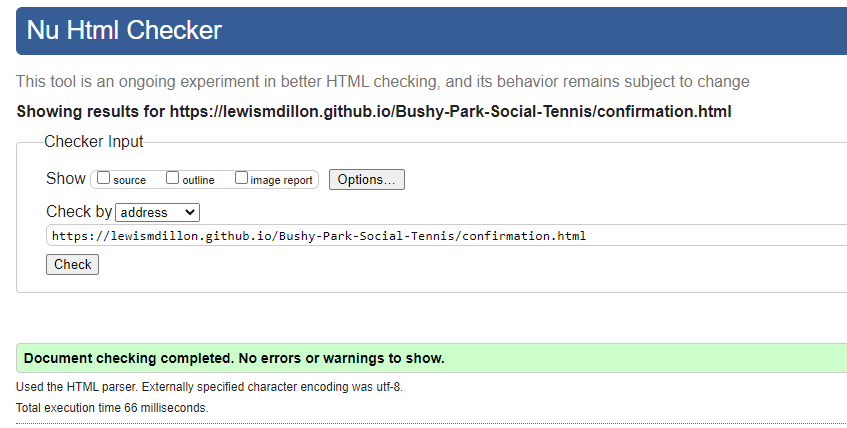 Nu Html Checker
This tool is an ongoing experiment in better HTML checking, and its behavior remains subject to change
Showing results for https://lewismdillon.github.io/Bushy-Park-Social-Tennis/confirmation.html
Checker Input
Show source outline image report Options...
Check by address
https://lewismdillon.github.io/Bushy-Park-Social-Tennis/confirmation.html
Check
Document checking completed. No errors or warnings to show.
Used the HTML parser. Externally specified character encoding was utf-8.
Total execution time 66 milliseconds.